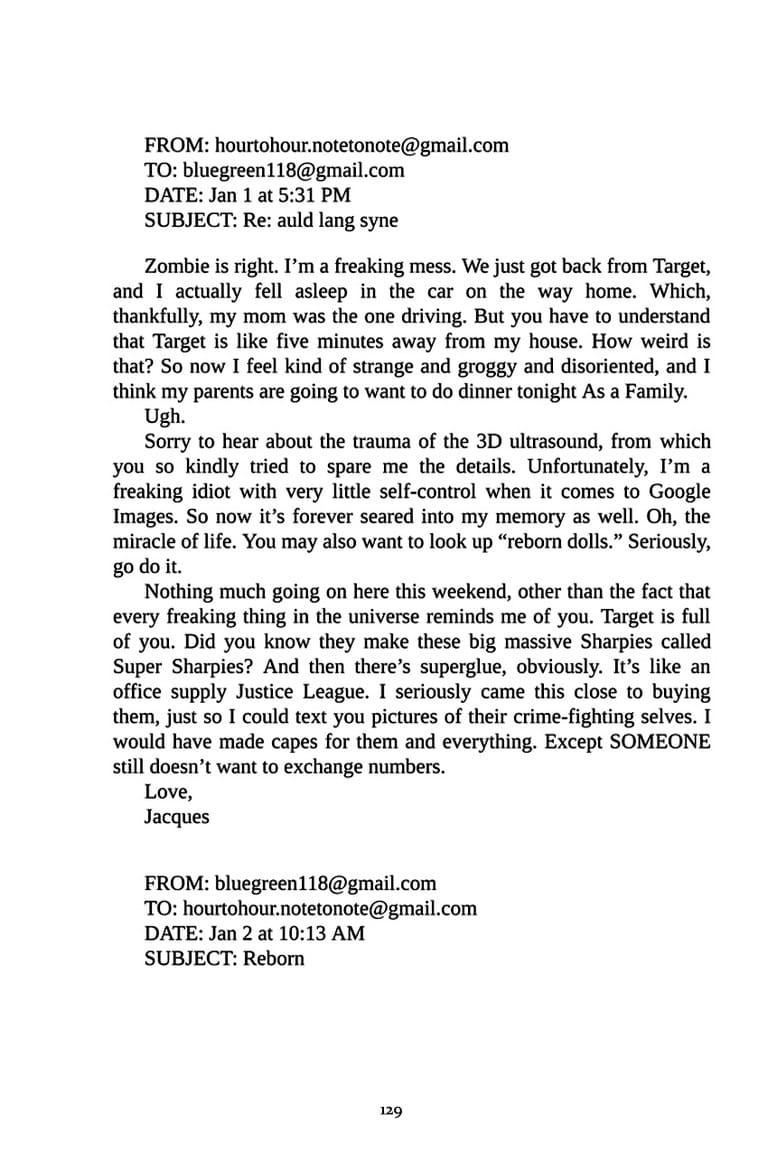 FROM: hourtohour.notetonote@gmail.com
TO: bluegreen118@gmail.com
DATE: Jan 1 at 5:31 PM
SUBJECT: Re: auld lang syne
Zombie is right. I’m a freaking mess. We just got back from Target,
and I actually fell asleep in the car on the way home. Which,
thankfully, my mom was the one driving. But you have to understand
that Target is like five minutes away from my house. How weird is
that? So now I feel kind of strange and groggy and disoriented, and I
think my parents are going to want to do dinner tonight As a Family.
Ugh.
Sorry to hear about the trauma of the 3D ultrasound, from which
you so kindly tried to spare me the details. Unfortunately, I’m a
freaking idiot with very little self-control when it comes to Google
Images. So now it’s forever seared into my memory as well. Oh, the
miracle of life. You may also want to look up “reborn dolls.” Seriously,
go do it.
Nothing much going on here this weekend, other than the fact that
every freaking thing in the universe reminds me of you. Target is full
of you. Did you know they make these big massive Sharpies called
Super Sharpies? And then there’s superglue, obviously. It’s like an
office supply Justice League. I seriously came this close to buying
them, just so I could text you pictures of their crime-fighting selves. I
would have made capes for them and everything. Except SOMEONE
still doesn’t want to exchange numbers.
Love,
Jacques
FROM: bluegreen118@gmail.com
TO: hourtohour.notetonote@gmail.com
DATE: Jan 2 at 10:13 AM
SUBJECT: Reborn
129